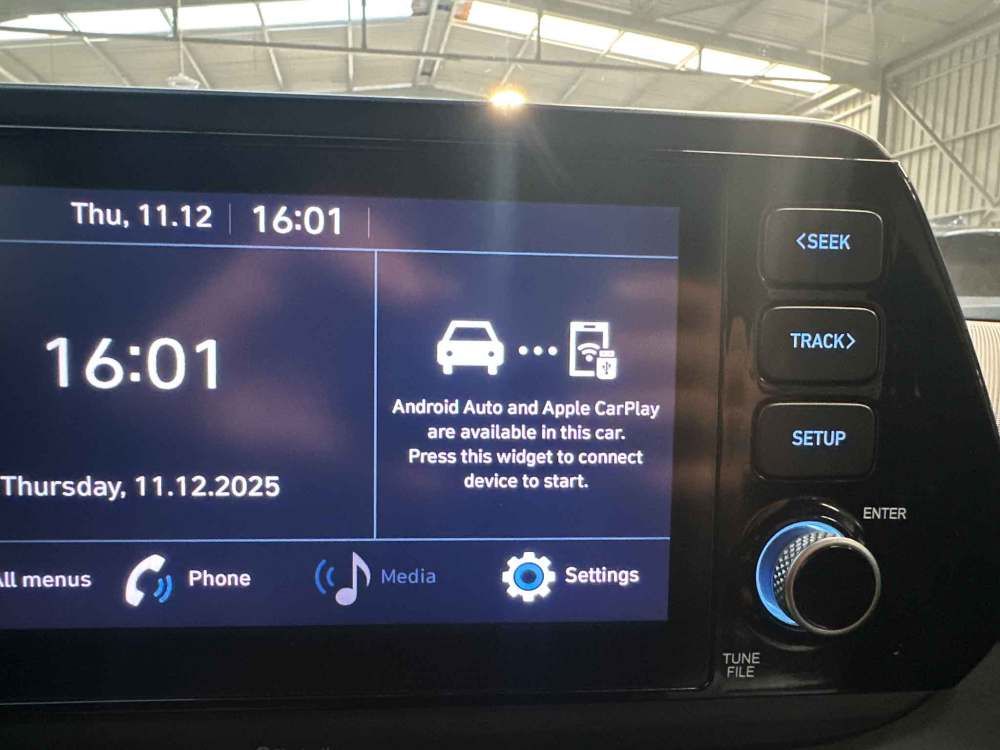 Thu, 11.12 16:01
16:01
Thursday, 11.12.2025
Android Auto and Apple CarPlay
are available in this car.
Press this widget to connect
device to start.
menus
Phone
Media
Settings
<SEEK
TRACK>
SETUP
ENTER
TUNE
FILE